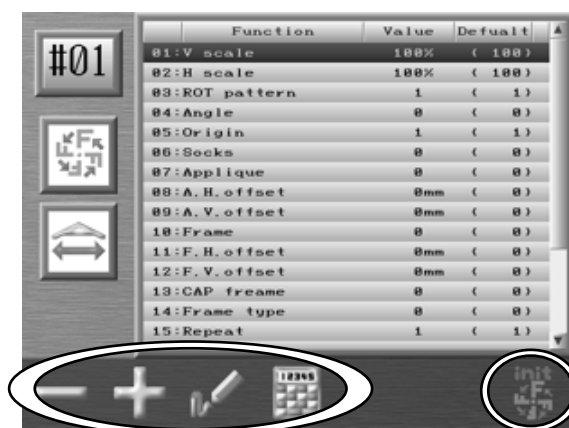 #01
Function Value Defualt
01:V scale 100% ( 100)
02:H scale 100% ( 100)
03:ROT pattern 1 ( 1)
04:Angle 0 ( 0)
05:Origin 1 ( 1)
06:Socks 0 ( 0)
07:Applique 0 ( 0)
08:A.H.offset 0mm ( 0)
09:A.V.offset 0mm ( 0)
10:Frame 0 ( 0)
11:F.H.offset 0mm ( 0)
12:F.V.offset 0mm ( 0)
13:CAP freame 0 ( 0)
14:Frame type 0 ( 0)
15:Repeat 1 ( 1)
12345
init